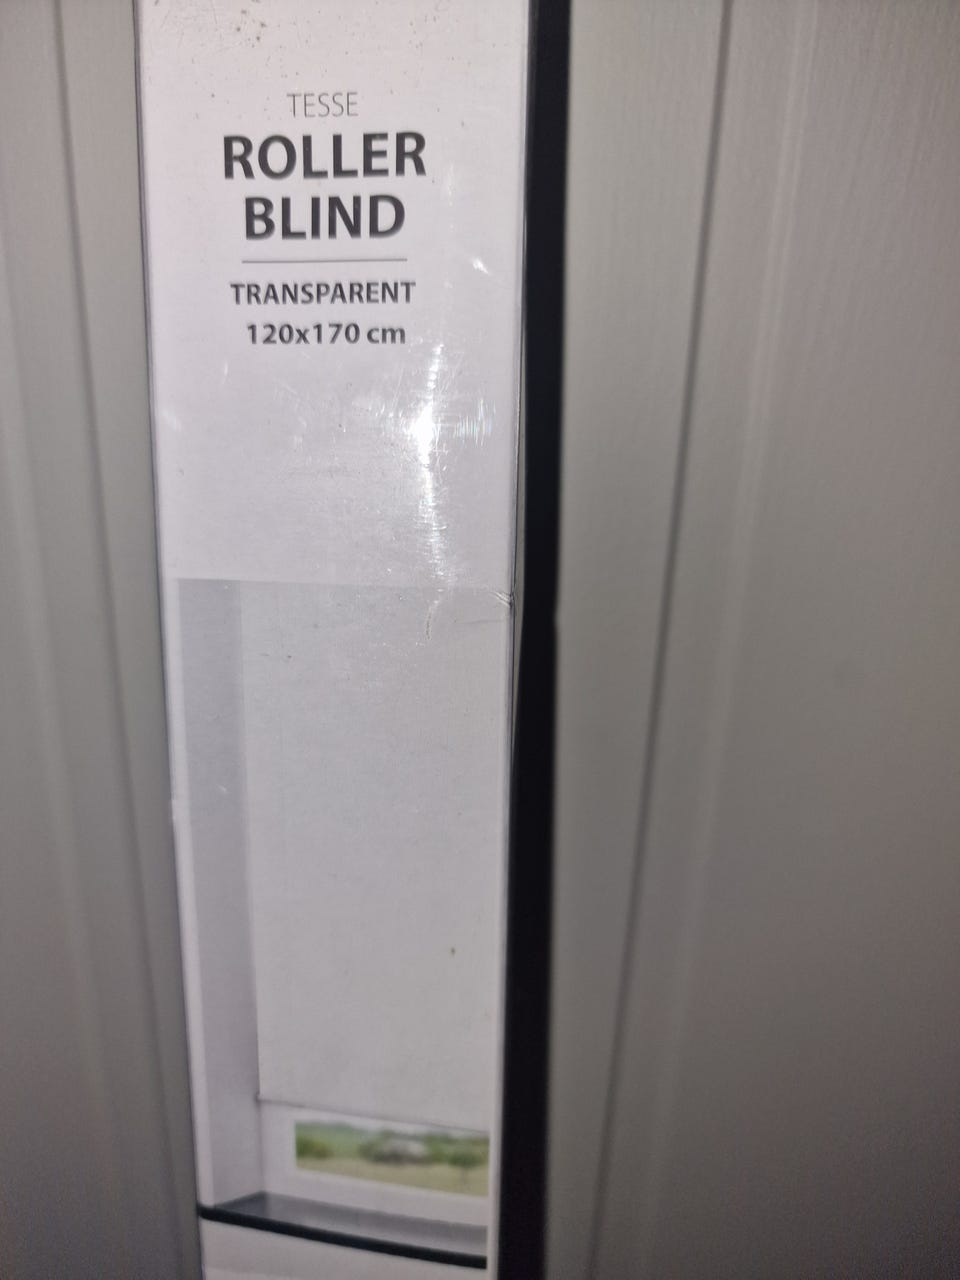 TESSE
ROLLER
BLIND
TRANSPARENT
120x170 cm